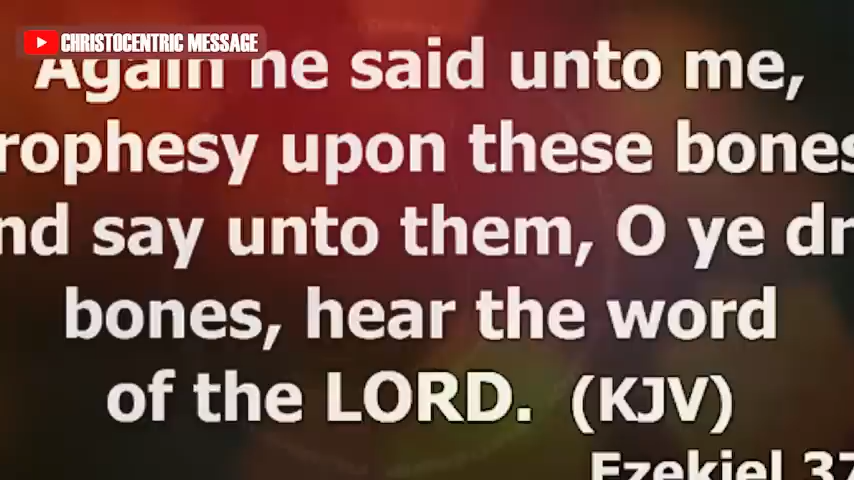 CHRISTOCENTRIC MESSAGE
Again he said unto me,
rophesy upon these bones
nd say unto them, O ye dr
bones, hear the word
of the LORD. (KJV)
Ezekiel 37